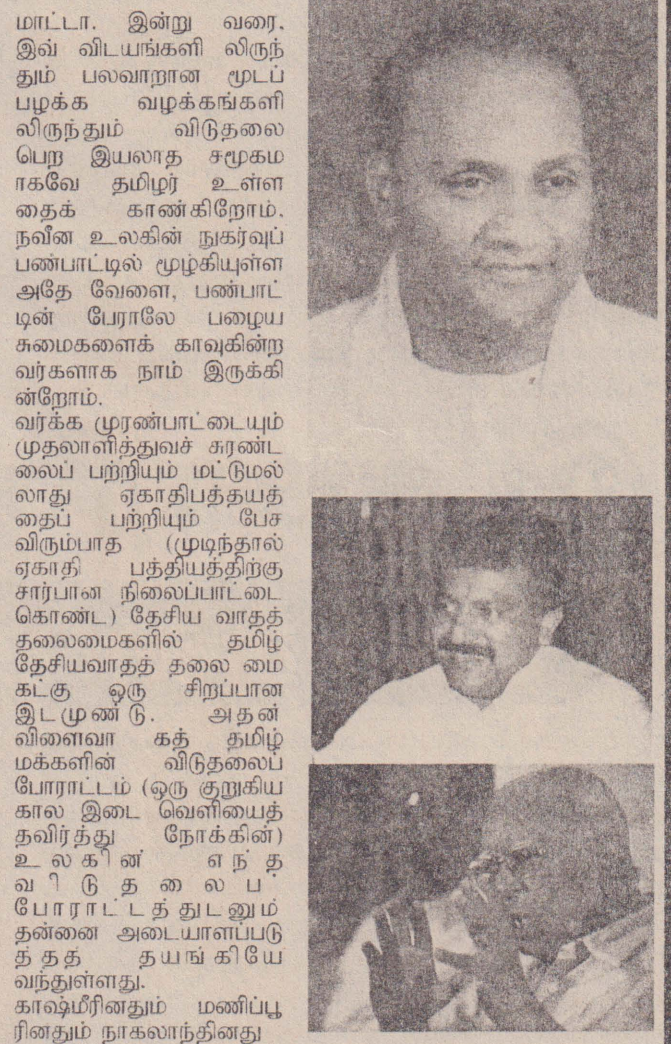 மாட்டா. இன்று வரை,
இவ் விடயங்களி லிருந்
தும் பலவாறான மூடப்
பழக்க வழக்கங்களி
லிருந்தும் விடுதலை
பெற இயலாத சமூகம
ாகவே தமிழர் உள்ள
தைக் காண்கிறோம்.
நவீன உலகின் நுகர்வுப்
பண்பாட்டில் மூழ்கியுள்ள
அதே வேளை, பண்பாட்
டின் பேராலே பழைய
சுமைகளைக் காவுகின்ற
வர்களாக நாம் இருக்கி
ன்றோம்.
வர்க்க முரண்பாட்டையும்
முதலாளித்துவச் சுரண்ட
லைப் பற்றியும் மட்டுமல்
லாது ஏகாதிபத்தயத்
தைப் பற்றியும் பேச
விரும்பாத (முடிந்தால்
ஏகாதி பத்தியத்திற்கு
சார்பான நிலைப்பாட்டை
கொண்ட) தேசிய வாதத்
தலைமைகளில் தமிழ்
தேசியவாதத் தலை மை
கட்கு ஒரு சிறப்பான
இடமுண்டு. அதன்
விளைவா கத் தமிழ்
மக்களின் விடுதலைப்
போராட்டம் (ஒரு குறுகிய
கால இடை வெளியைத்
தவிர்த்து நோக்கின்)
உலகின் எந்த
விடுதலைப்
போராட்டத்துடனும்
தன்னை அடையாளப்படு
த்தத் தயங்கியே
வந்துள்ளது.
காஷ்மீரினதும் மணிப்பூ
ரினதும் நாகலாந்தினது